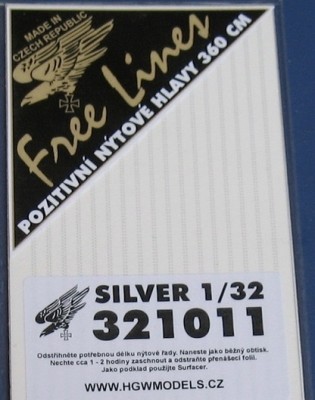 MADE IN
CZECH REPUBLIC
Free Lines
POZITIVNÍ NÝTOVÉ HLAVY 360 CM
SILVER 1/32
321011
Odstřihněte potřebnou délku nýtové řady. Naneste jako běžný obtisk.
Nechte cca 1 - 2 hodiny zaschnout a odstraňte přenášecí folii.
Jako podklad použijte Surfacer.
WWW.HGWMODELS.CZ